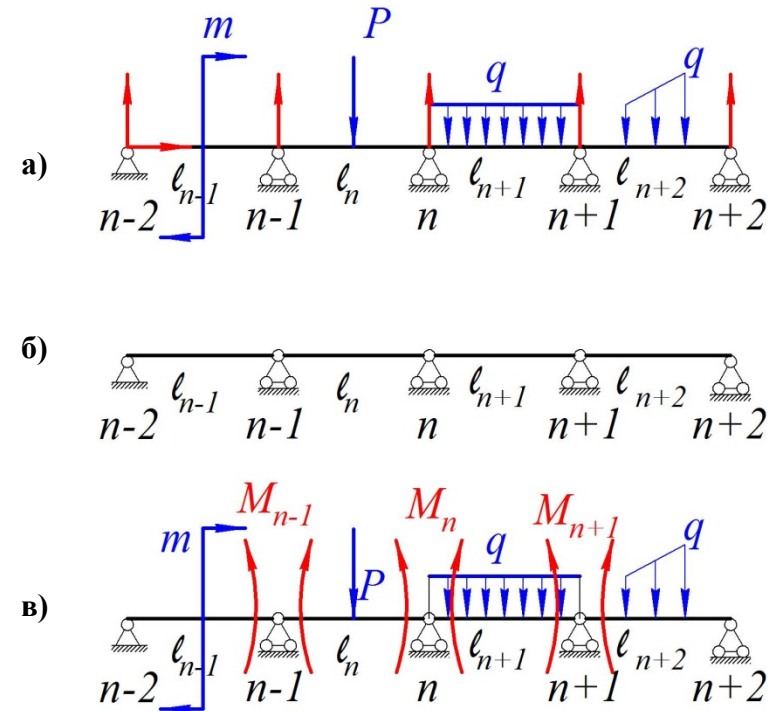 m P q q
а)
ℓn-1 ℓn ℓn+1 ℓn+2
n-2 n-1 n n+1 n+2
б)
ℓn-1 ℓn ℓn+1 ℓn+2
n-2 n-1 n n+1 n+2
Mn-1 Mn Mn+1
m q q
P
в)
ℓn-1 ℓn ℓn+1 ℓn+2
n-2 n-1 n n+1 n+2